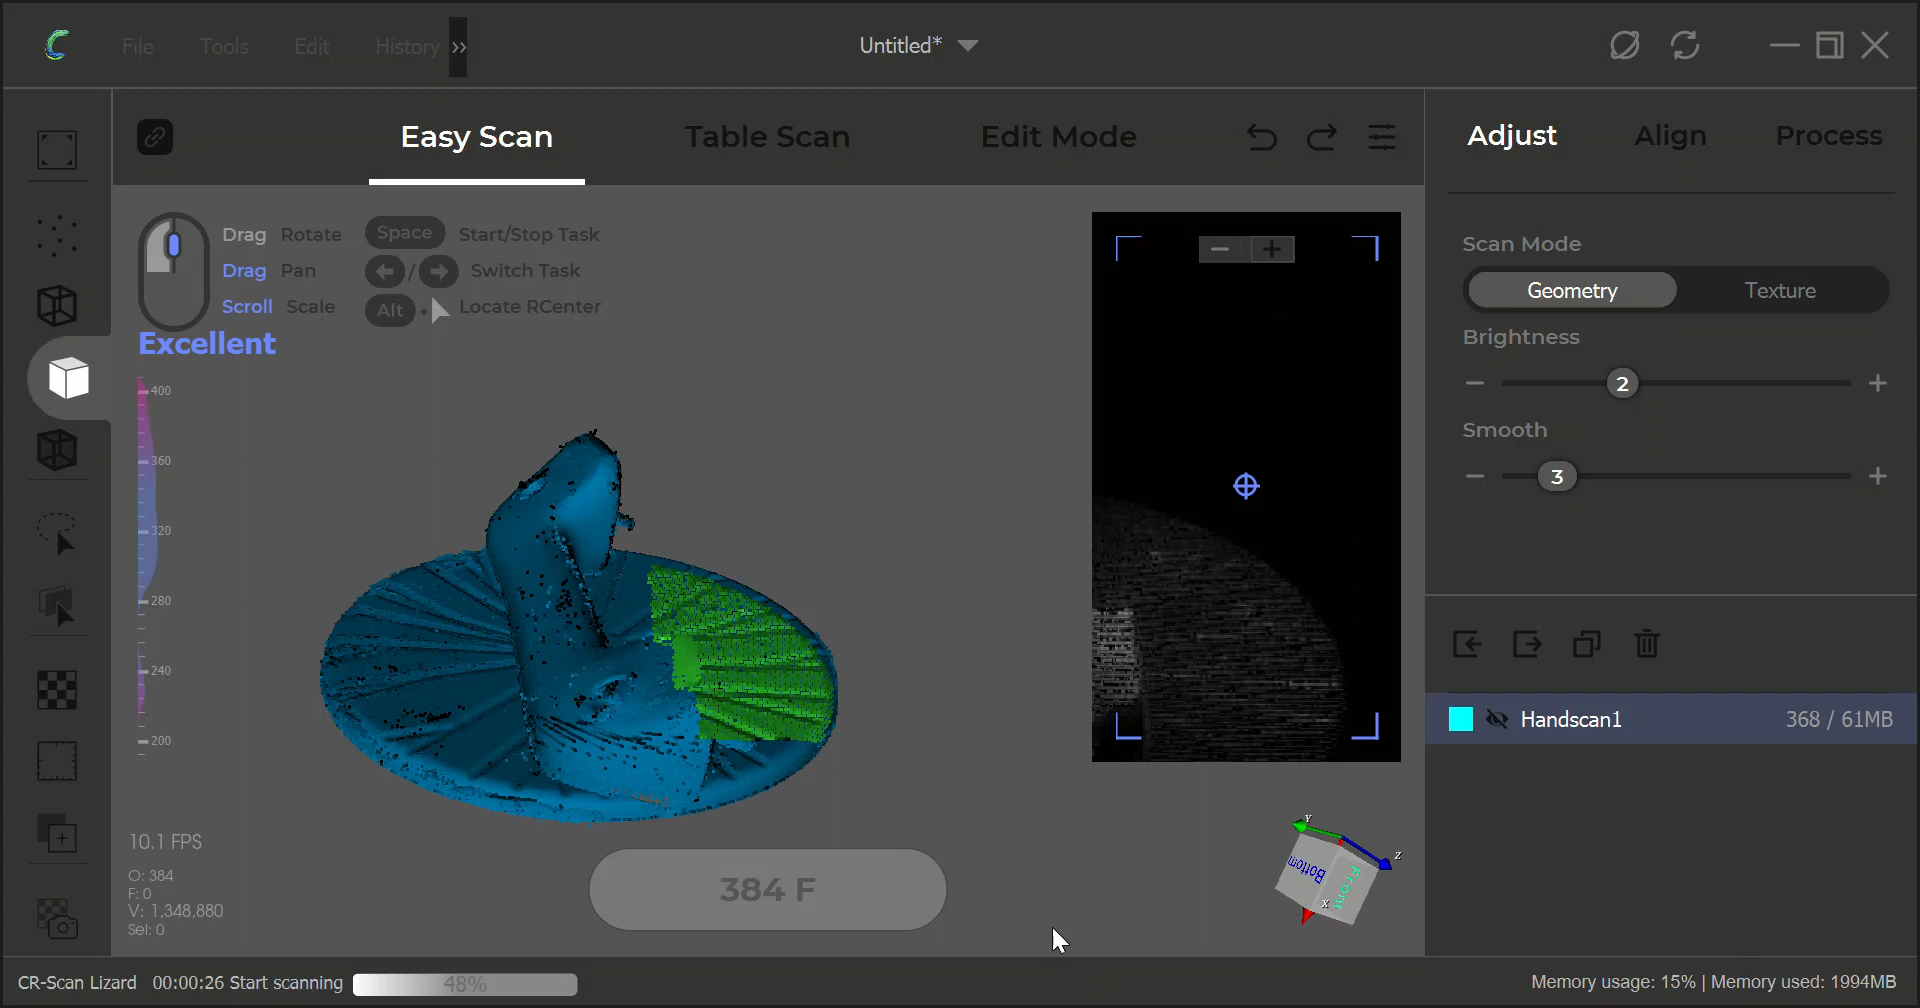 File Tools Edit History »
Untitled*
Easy Scan Table Scan Edit Mode
Adjust Align Process
Drag Rotate Space Start/Stop Task
Drag Pan / Switch Task
Scroll Scale Alt + Locate RCenter
Excellent
400
360
320
280
240
200
Scan Mode
Geometry Texture
Brightness
2
Smooth
3
Handscan1 368 / 61MB
10.1 FPS
O: 384
F: 0
V: 1,348,880
Sel: 0
384 F
Y
Z
X
Bottom
Front
CR-Scan Lizard 00:00:26 Start scanning 48%
Memory usage: 15% | Memory used: 1994MB